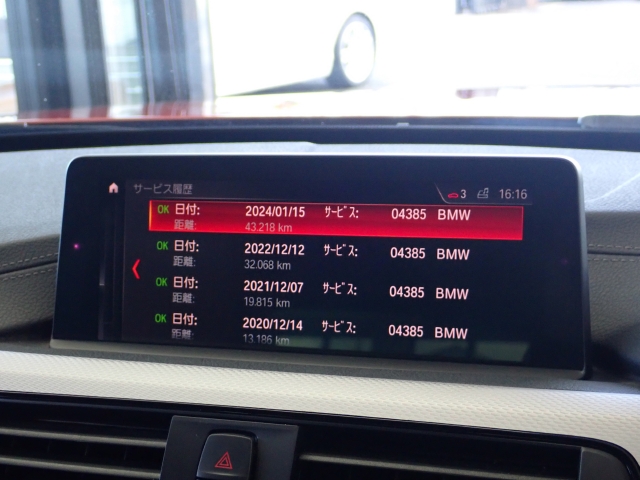 サービス履歴
3 16:16
OK 日付: 2024/01/15 ｻｰﾋﾞｽ: 04385 BMW
距離: 43.218 km
OK 日付: 2022/12/12 ｻｰﾋﾞｽ: 04385 BMW
距離: 32.068 km
OK 日付: 2021/12/07 ｻｰﾋﾞｽ: 04385 BMW
距離: 19.815 km
OK 日付: 2020/12/14 ｻｰﾋﾞｽ: 04385 BMW
距離: 13.186 km